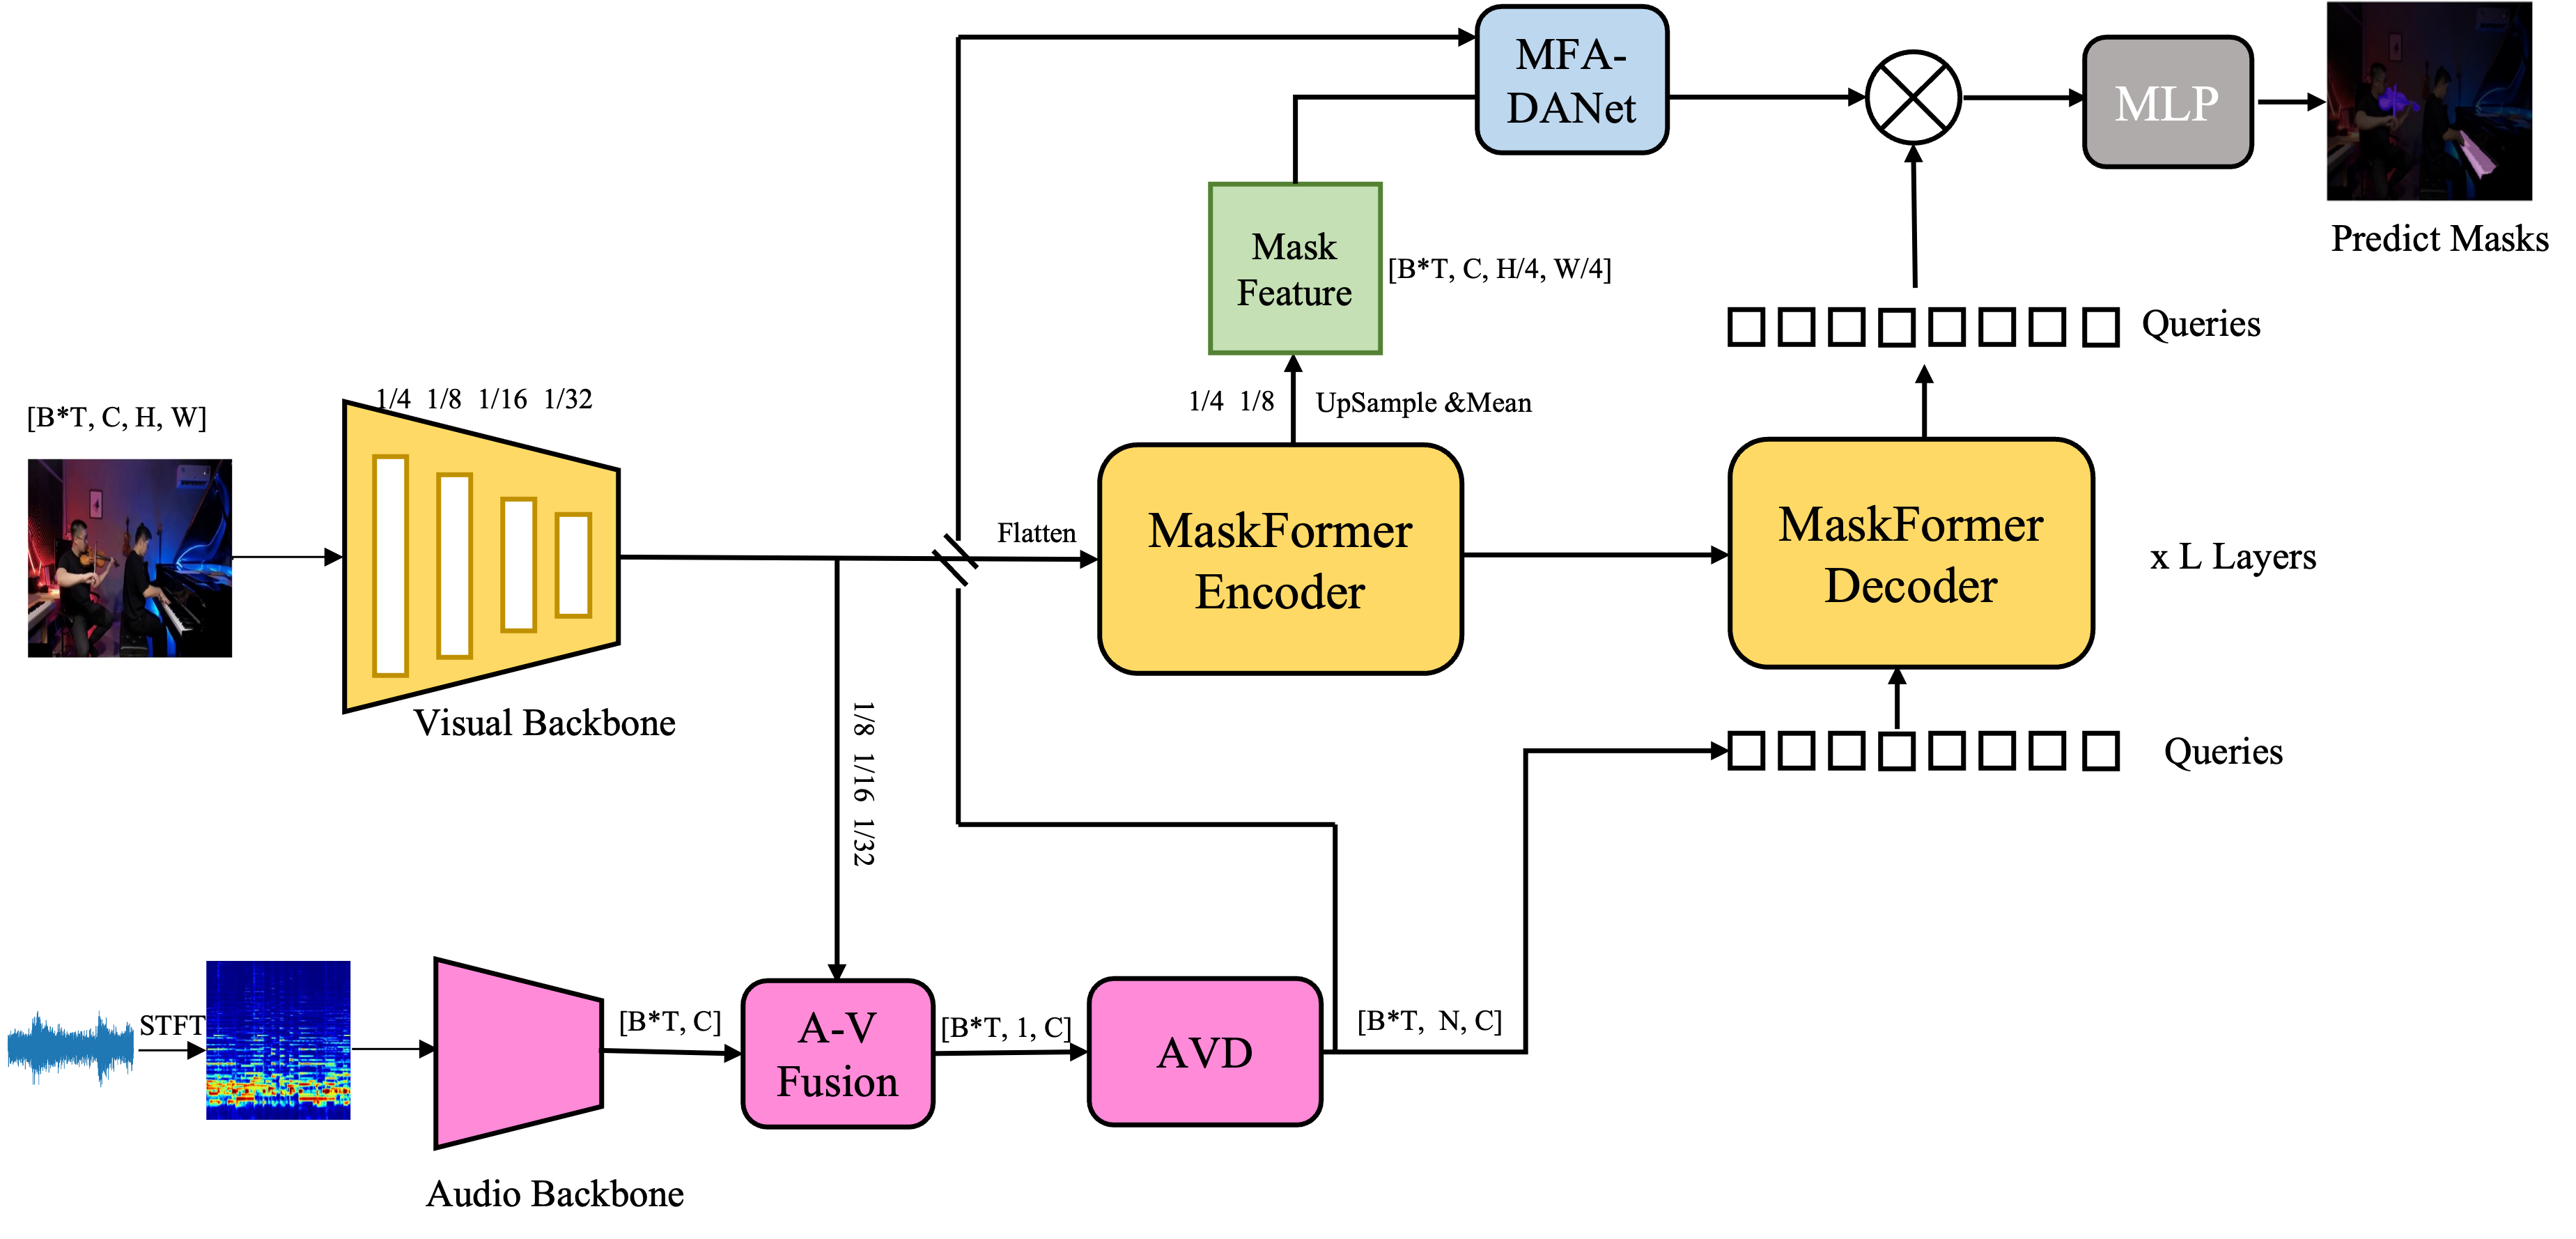 MFA-
DANet
MLP
Predict Masks
Mask
Feature
[B*T, C, H/4, W/4]
Queries
1/4 1/8 UpSample &Mean
[B*T, C, H, W]
1/4 1/8 1/16 1/32
Visual Backbone
Flatten
MaskFormer
Encoder
MaskFormer
Decoder
x L Layers
1/8 1/16 1/32
Queries
STFT
Audio Backbone
[B*T, C]
A-V
Fusion
[B*T, 1, C]
AVD
[B*T, N, C]